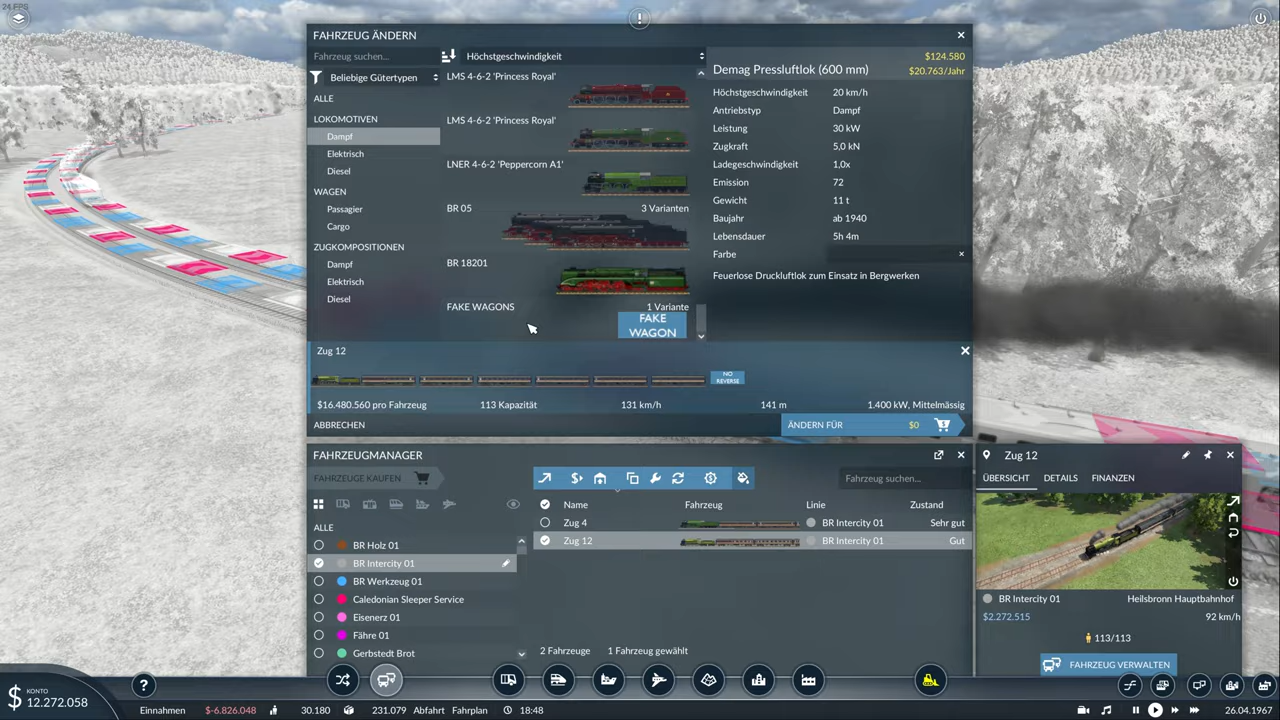 24 FPS
FAHRZEUG ÄNDERN
Fahrzeug suchen...
Höchstgeschwindigkeit
Beliebige Gütertypen
ALLE
LOKOMOTIVEN
Dampf
Elektrisch
Diesel
WAGEN
Passagier
Cargo
ZUGKOMPOSITIONEN
Dampf
Elektrisch
Diesel
LMS 4-6-2 'Princess Royal'
LMS 4-6-2 'Princess Royal'
LNER 4-6-2 'Peppercorn A1'
BR 05 3 Varianten
BR 18201
FAKE WAGONS 1 Variante
FAKE
WAGON
$124.580
Demag Pressluftlok (600 mm) $20.763/Jahr
Höchstgeschwindigkeit 20 km/h
Antriebstyp Dampf
Leistung 30 kW
Zugkraft 5,0 kN
Ladegeschwindigkeit 1,0x
Emission 72
Gewicht 11 t
Baujahr ab 1940
Lebensdauer 5h 4m
Farbe
Feuerlose Druckluftlok zum Einsatz in Bergwerken
Zug 12
NO
REVERSE
$16.480.560 pro Fahrzeug 113 Kapazität 131 km/h 141 m 1.400 kW, Mittelmässig
ABBRECHEN ÄNDERN FÜR $0
FAHRZEUGMANAGER
FAHRZEUGE KAUFEN
Fahrzeug suchen...
ALLE
BR Holz 01
BR Intercity 01
BR Werkzeug 01
Caledonian Sleeper Service
Eisenerz 01
Fähre 01
Gerbstedt Brot
Name Fahrzeug Linie Zustand
Zug 4 BR Intercity 01 Sehr gut
Zug 12 BR Intercity 01 Gut
2 Fahrzeuge 1 Fahrzeug gewählt
Zug 12
ÜBERSICHT DETAILS FINANZEN
BR Intercity 01 Heilsbronn Hauptbahnhof
$2.272.515 92 km/h
113/113
FAHRZEUG VERWALTEN
KONTO
$ 12.272.058
?
Einnahmen $-6.826.048 30.180 231.079 Abfahrt Fahrplan 18:48 26.04.1967